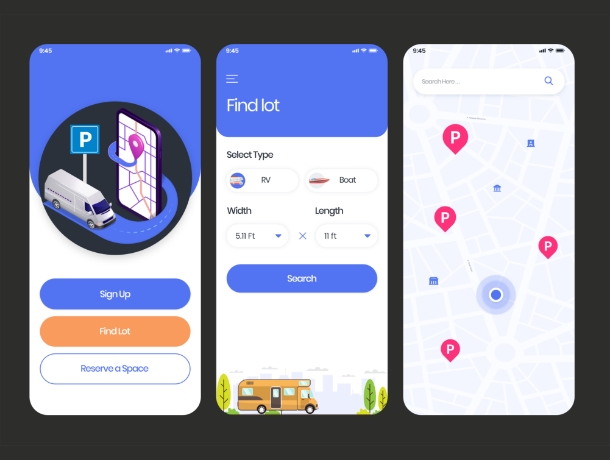 9:45
P
Sign Up
Find Lot
Reserve a Space
9:45
Find lot
Select Type
RV
Boat
Width
Length
5.11 Ft
11 ft
Search
9:45
Search Here...
P
P
P
P